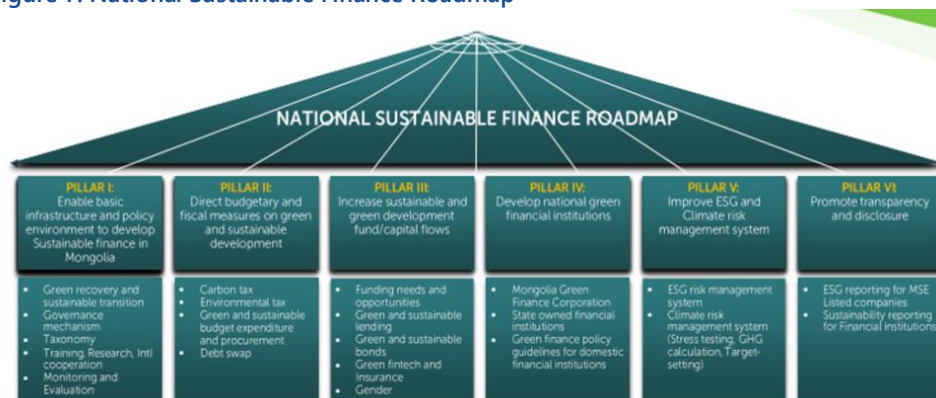 Figure 7: National Sustainable Finance Roadmap
NATIONAL SUSTAINABLE FINANCE ROADMAP
PILLAR I:
Enable basic
infrastructure and policy
environment to develop
Sustainable finance in
Mongolia
• Green recovery and
sustainable transition
• Governance
mechanism
• Taxonomy
• Training, Research, Intl
cooperation
• Monitoring and
Evaluation
PILLAR II:
Direct budgetary and
fiscal measures on green
and sustainable
development
• Carbon tax
• Environmental tax
• Green and sustainable
budget expenditure
and procurement
• Debt swap
PILLAR III:
Increase sustainable and
green development
fund/capital flows
• Funding needs and
opportunities
• Green and sustainable
lending
• Green and sustainable
bonds
• Green fintech and
Insurance
• Gender
PILLAR IV:
Develop national green
financial institutions
• Mongolia Green
Finance Corporation
• State owned financial
institutions
• Green finance policy
guidelines for domestic
financial institutions
PILLAR V:
Improve ESG and
Climate risk
management system
• ESG risk management
system
• Climate risk
management system
(Stress testing, GHG
calculation, Target-
setting)
PILLAR VI:
Promote transparency
and disclosure
• ESG reporting for MSE
Listed companies
• Sustainability reporting
for Financial institutions